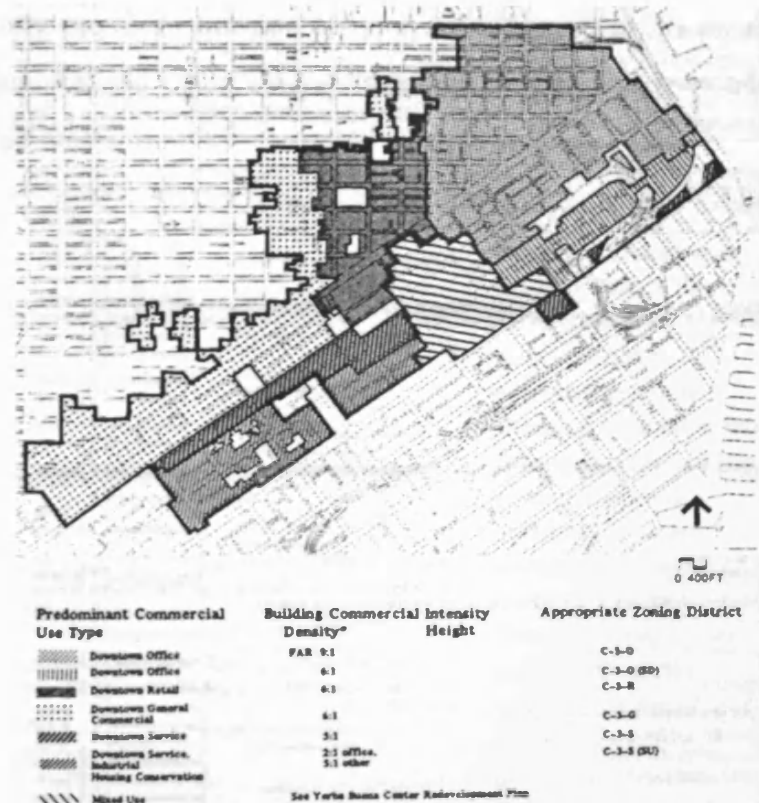 0 400FT
Predominant Commercial Use Type
Building Commercial Intensity
Density* Height
Appropriate Zoning District
Downtown Office FAR 9:1 C-3-O
Downtown Office 6:1 C-3-O (SD)
Downtown Retail 6:1 C-3-R
Downtown General Commercial 6:1 C-3-G
Downtown Service 5:1 C-3-S
Downtown Service, Industrial Housing Conservation 2:1 office, 5:1 other C-3-S (SU)
Mixed Use See Yerba Buena Center Redevelopment Plan